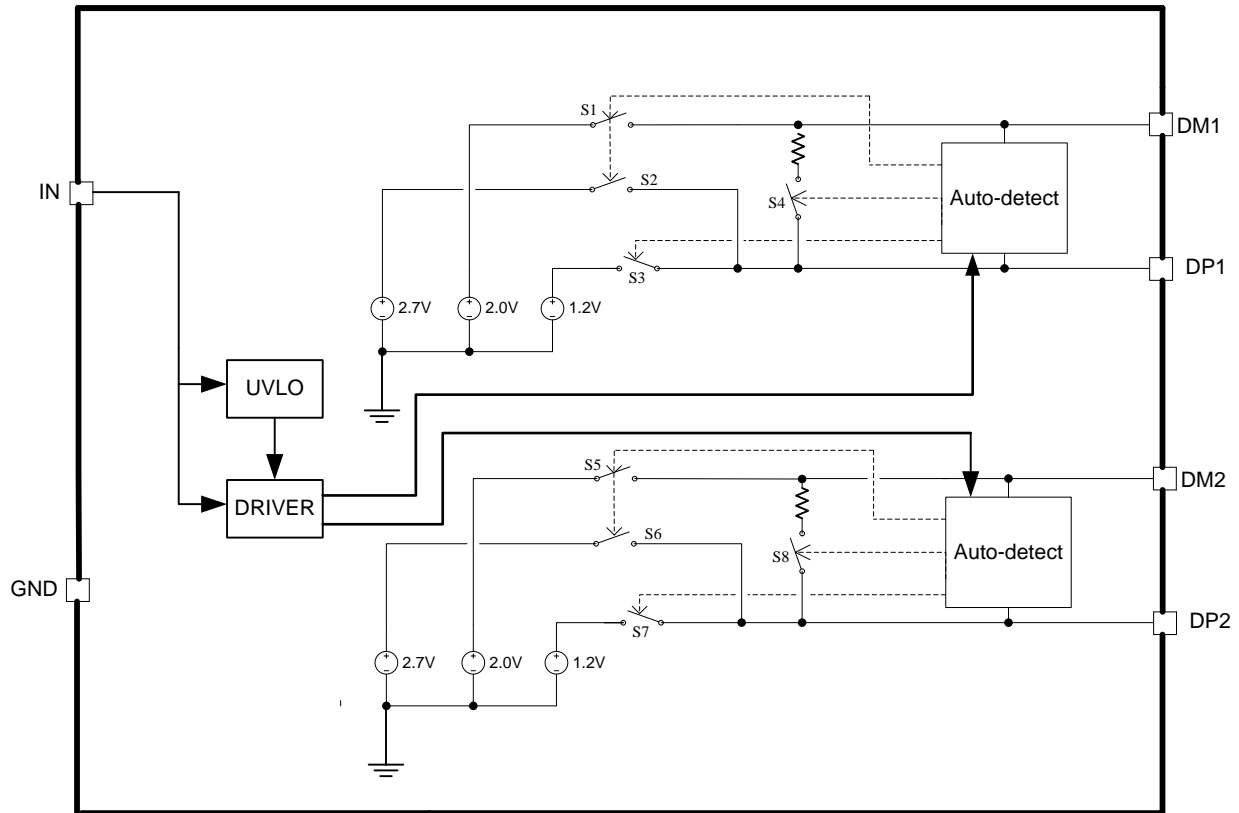 S1
DM1
IN
S2
S4
Auto-detect
S3
DP1
2.7V
2.0V
1.2V
UVLO
S5
DM2
DRIVER
S6
S8
Auto-detect
GND
S7
DP2
2.7V
2.0V
1.2V